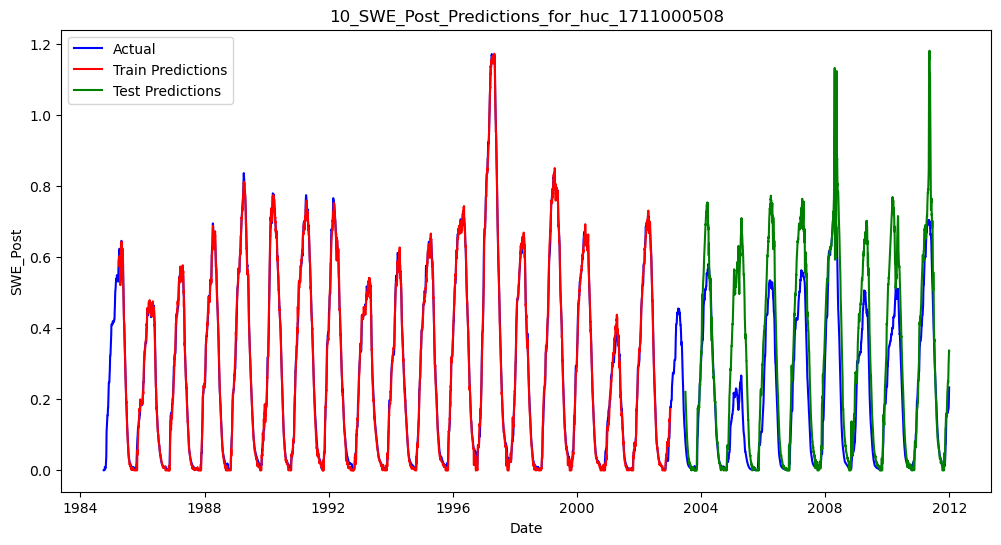 10_SWE_Post_Predictions_for_huc_1711000508
Actual
Train Predictions
Test Predictions
SWE_Post
1.2
1.0
0.8
0.6
0.4
0.2
0.0
1984 1988 1992 1996 2000 2004 2008 2012
Date